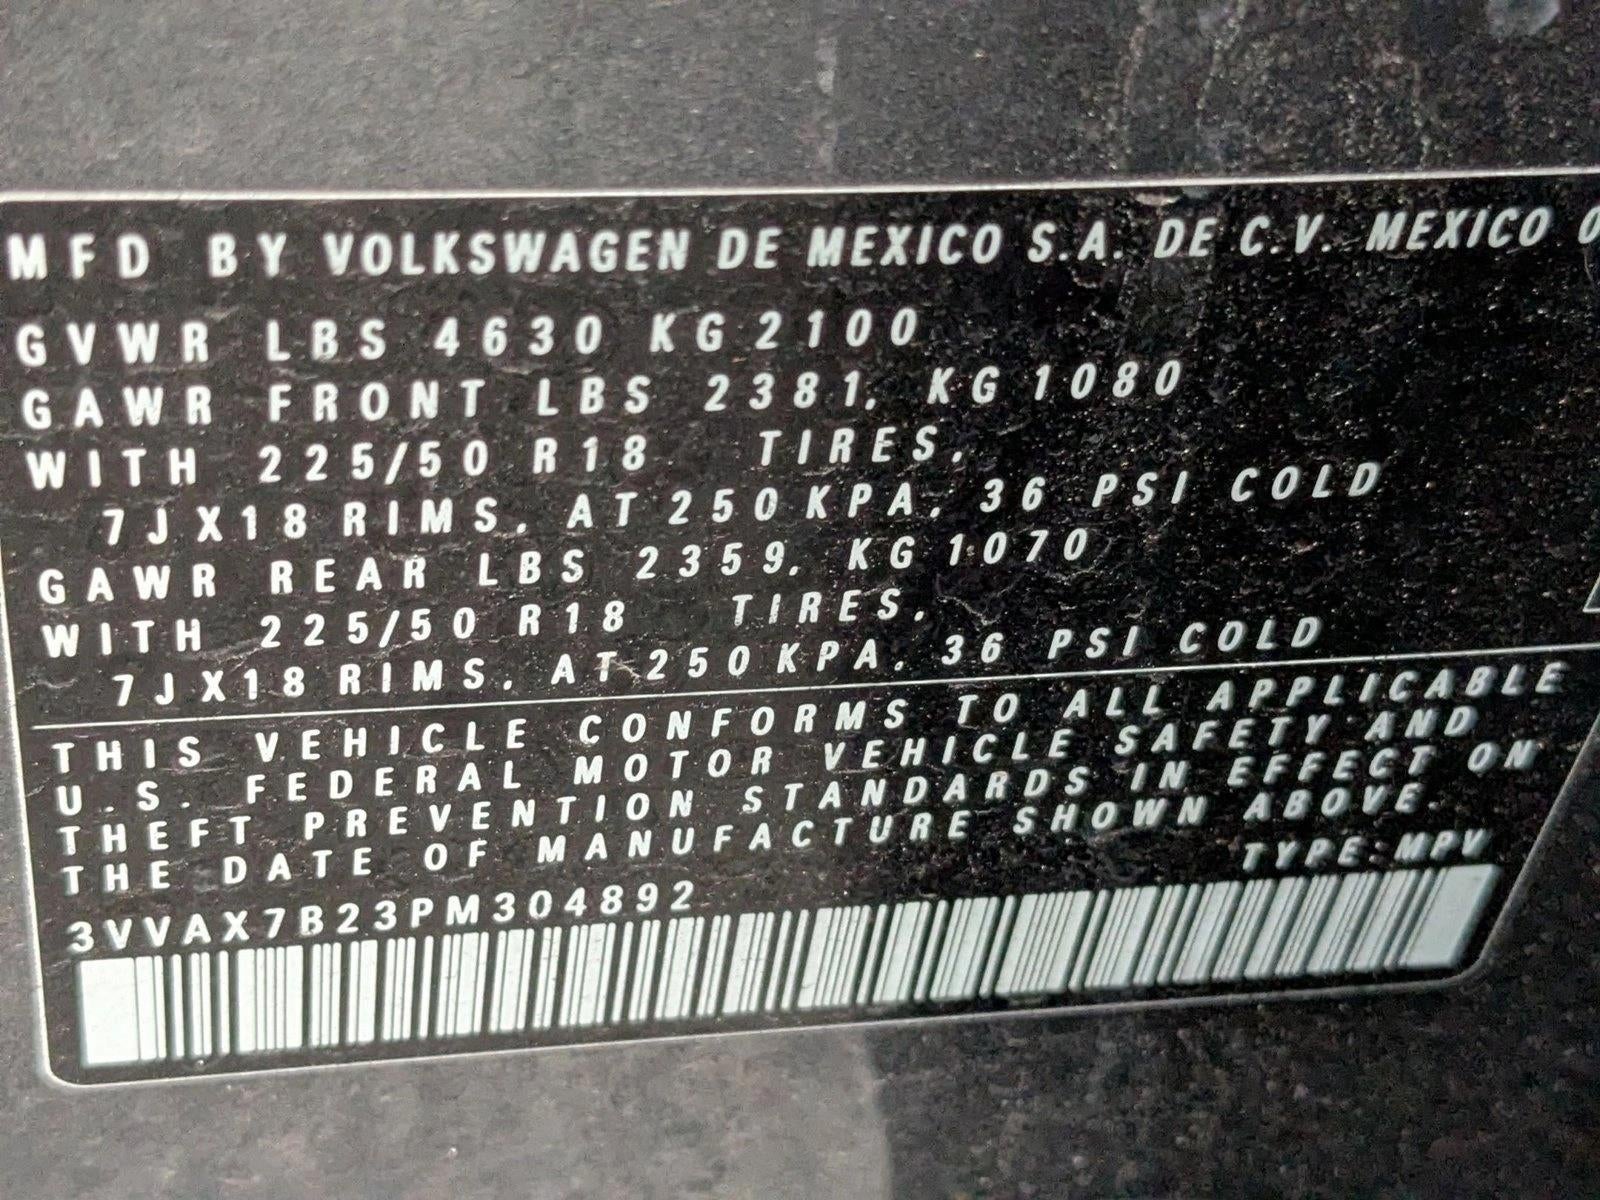 MFD BY VOLKSWAGEN DE MEXICO S.A. DE C.V. MEXICO
GVWR LBS 4630 KG 2100
GAWR FRONT LBS 2381, KG 1080
WITH 225/50 R18 TIRES,
7JX18 RIMS, AT 250 KPA, 36 PSI COLD
GAWR REAR LBS 2359, KG 1070
WITH 225/50 R18 TIRES,
7JX18 RIMS, AT 250 KPA, 36 PSI COLD
THIS VEHICLE CONFORMS TO ALL APPLICABLE
U.S. FEDERAL MOTOR VEHICLE SAFETY AND
THEFT PREVENTION STANDARDS IN EFFECT ON
THE DATE OF MANUFACTURE SHOWN ABOVE.
TYPE: MPV
3VVAX7B23PM304892